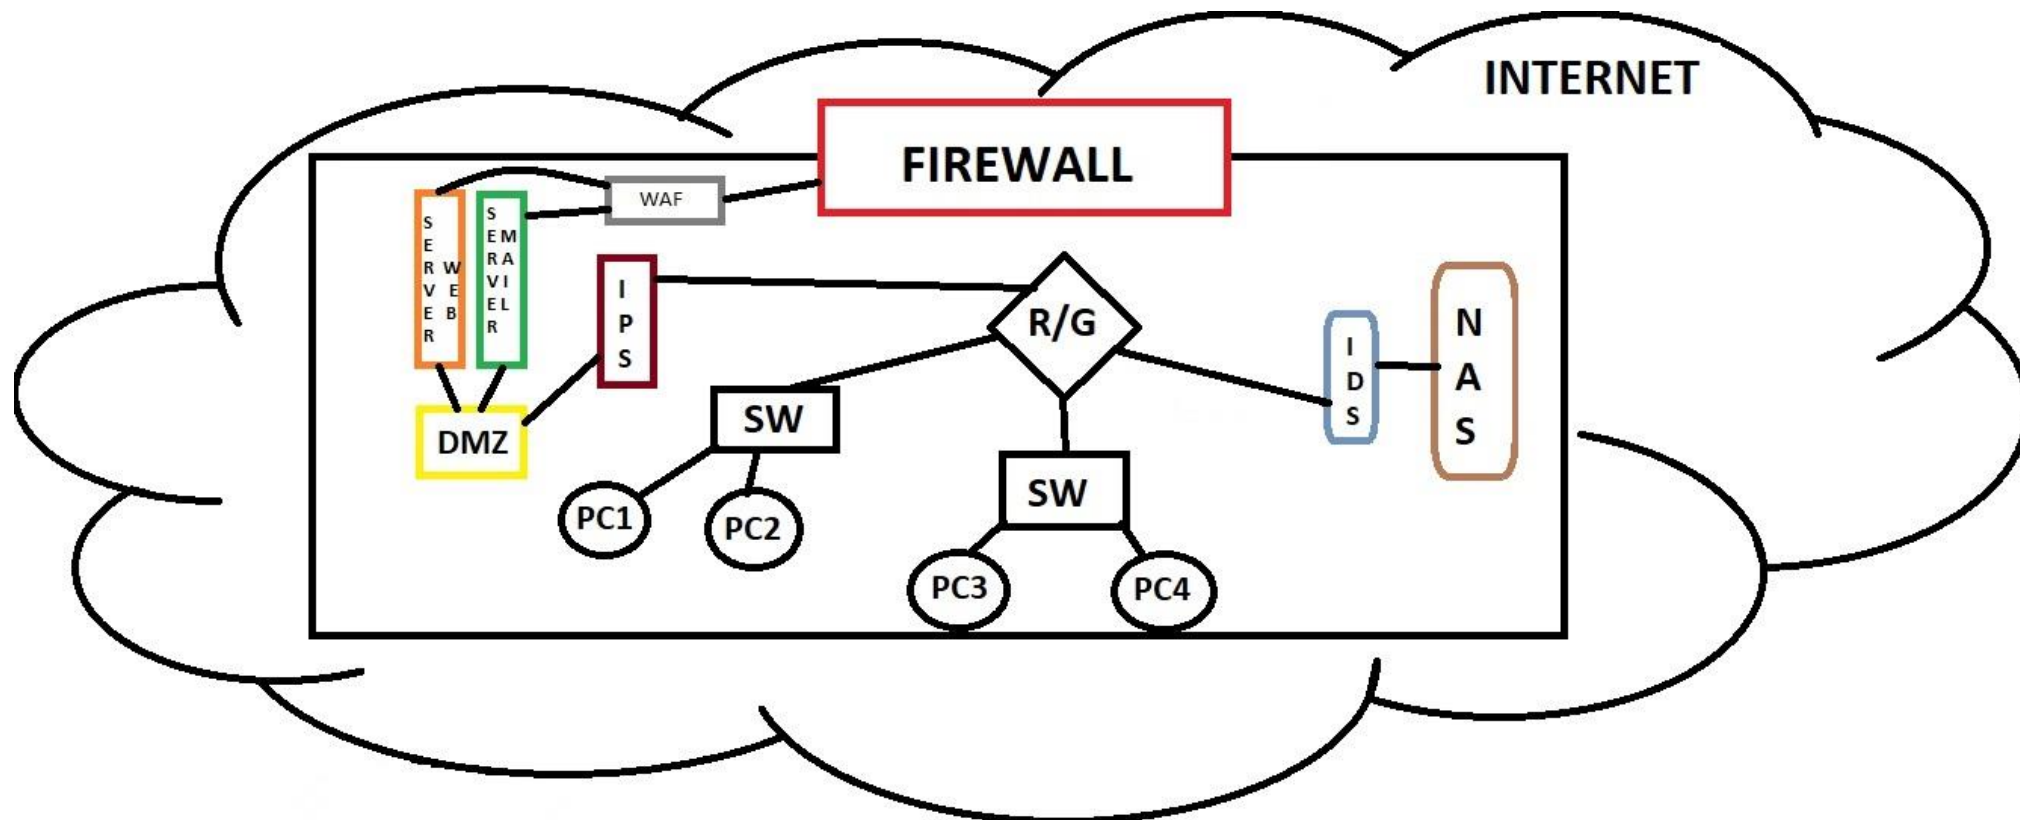 INTERNET
FIREWALL
WAF
SERVER WEB
SERVER MAIL
IPS
R/G
IDS
NAS
SW
DMZ
SW
PC1
PC2
PC3
PC4